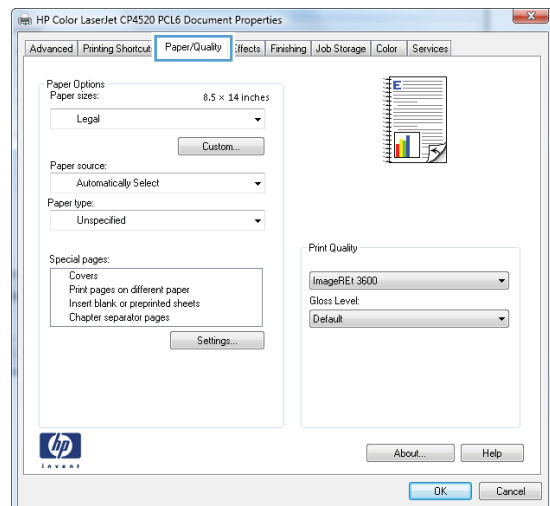 HP Color LaserJet CP4520 PCL6 Document Properties
Advanced Printing Shortcut Paper/Quality ffects Finishing Job Storage Color Services
Paper Options
Paper sizes: 8.5 × 14 inches
Legal
Custom...
Paper source:
Automatically Select
Paper type:
Unspecified
Special pages:
Covers
Print pages on different paper
Insert blank or preprinted sheets
Chapter separator pages
Settings...
E
Print Quality
ImageREt 3600
Gloss Level:
Default
hp
invent
About... Help
OK Cancel